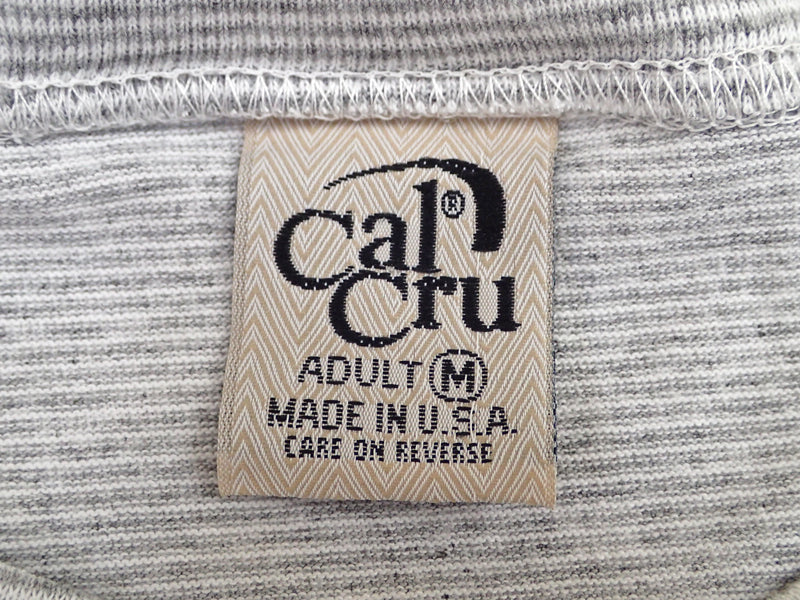 Cal®
Cru
ADULT M
MADE IN U.S.A.
CARE ON REVERSE